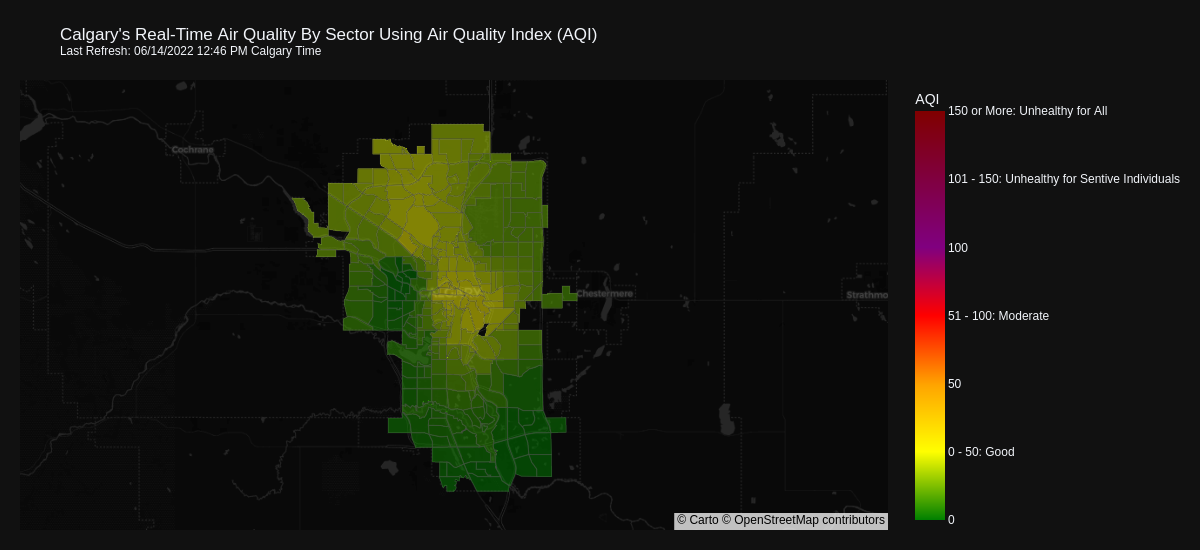 Calgary's Real-Time Air Quality By Sector Using Air Quality Index (AQI)
Last Refresh: 06/14/2022 12:46 PM Calgary Time
AQI
150 or More: Unhealthy for All
Cochrane
101 - 150: Unhealthy for Sentive Individuals
100
Chestermere
Strathmo
51 - 100: Moderate
50
0 - 50: Good
0
© Carto © OpenStreetMap contributors